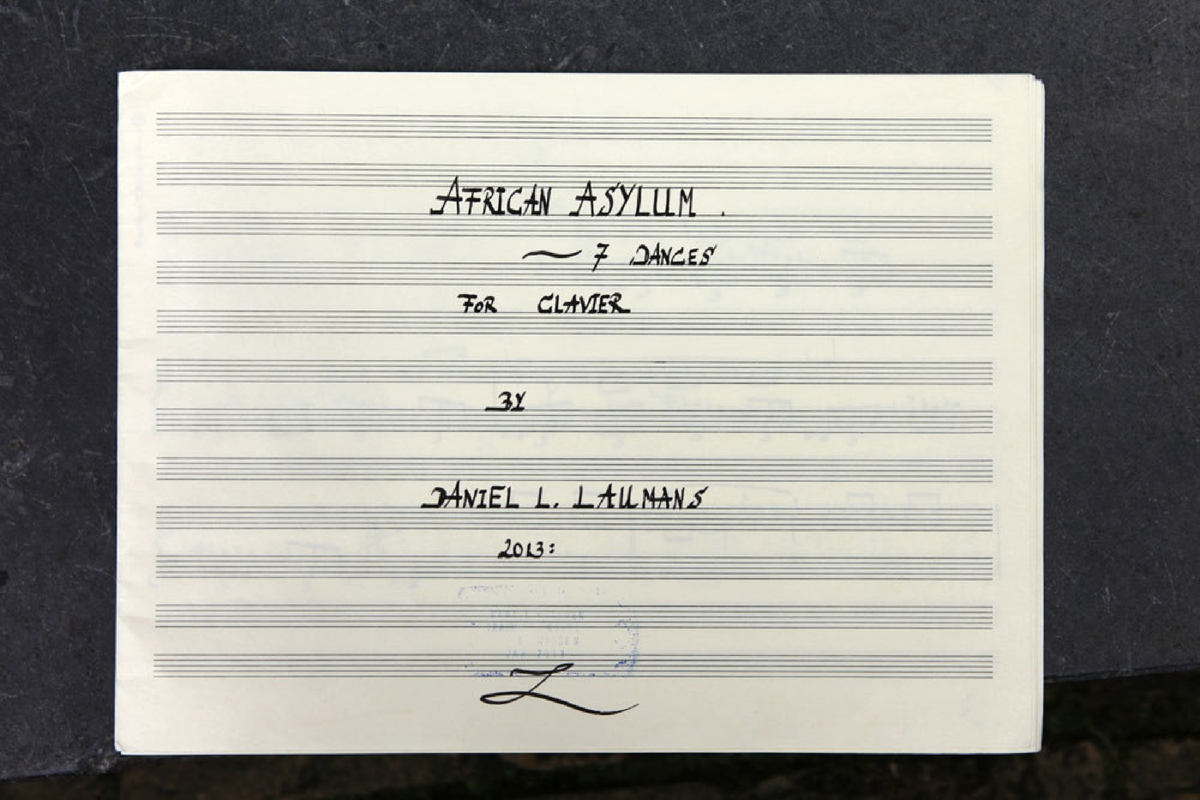 AFRICAN ASYLUM .
~ 7 DANCES
FOR CLAVIER
BY
DANIEL L. LAUMANS
2013: